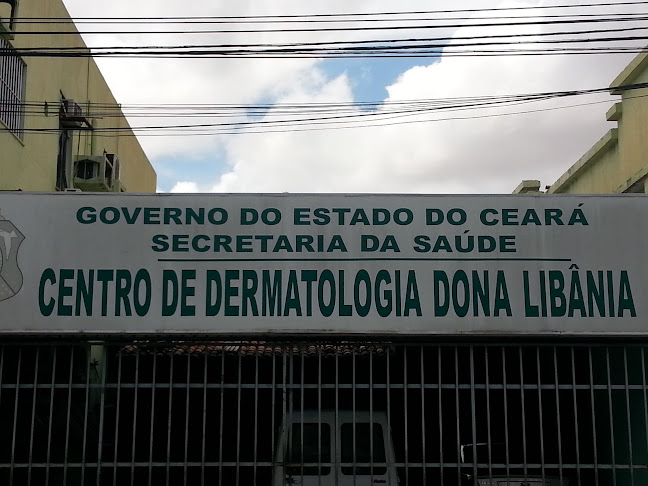 GOVERNO DO ESTADO DO CEARÁ
SECRETARIA DA SAÚDE
CENTRO DE DERMATOLOGIA DONA LIBÂNIA